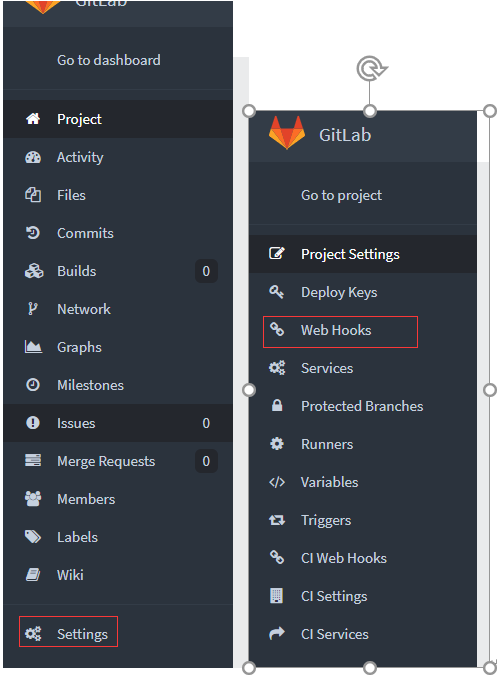 GitLab
Go to dashboard
Project
Activity
Files
Commits
Builds 0
Network
Graphs
Milestones
Issues 0
Merge Requests 0
Members
Labels
Wiki
Settings
GitLab
Go to project
Project Settings
Deploy Keys
Web Hooks
Services
Protected Branches
Runners
Variables
Triggers
CI Web Hooks
CI Settings
CI Services